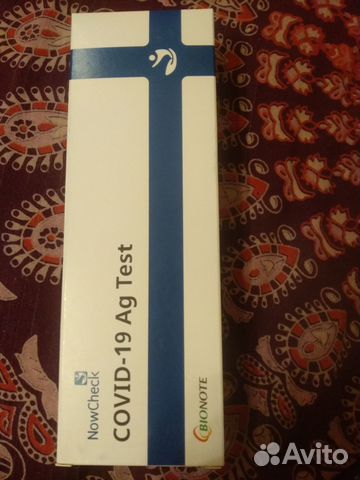 NowCheck
COVID-19 Ag Test
BIONOTE
Avito